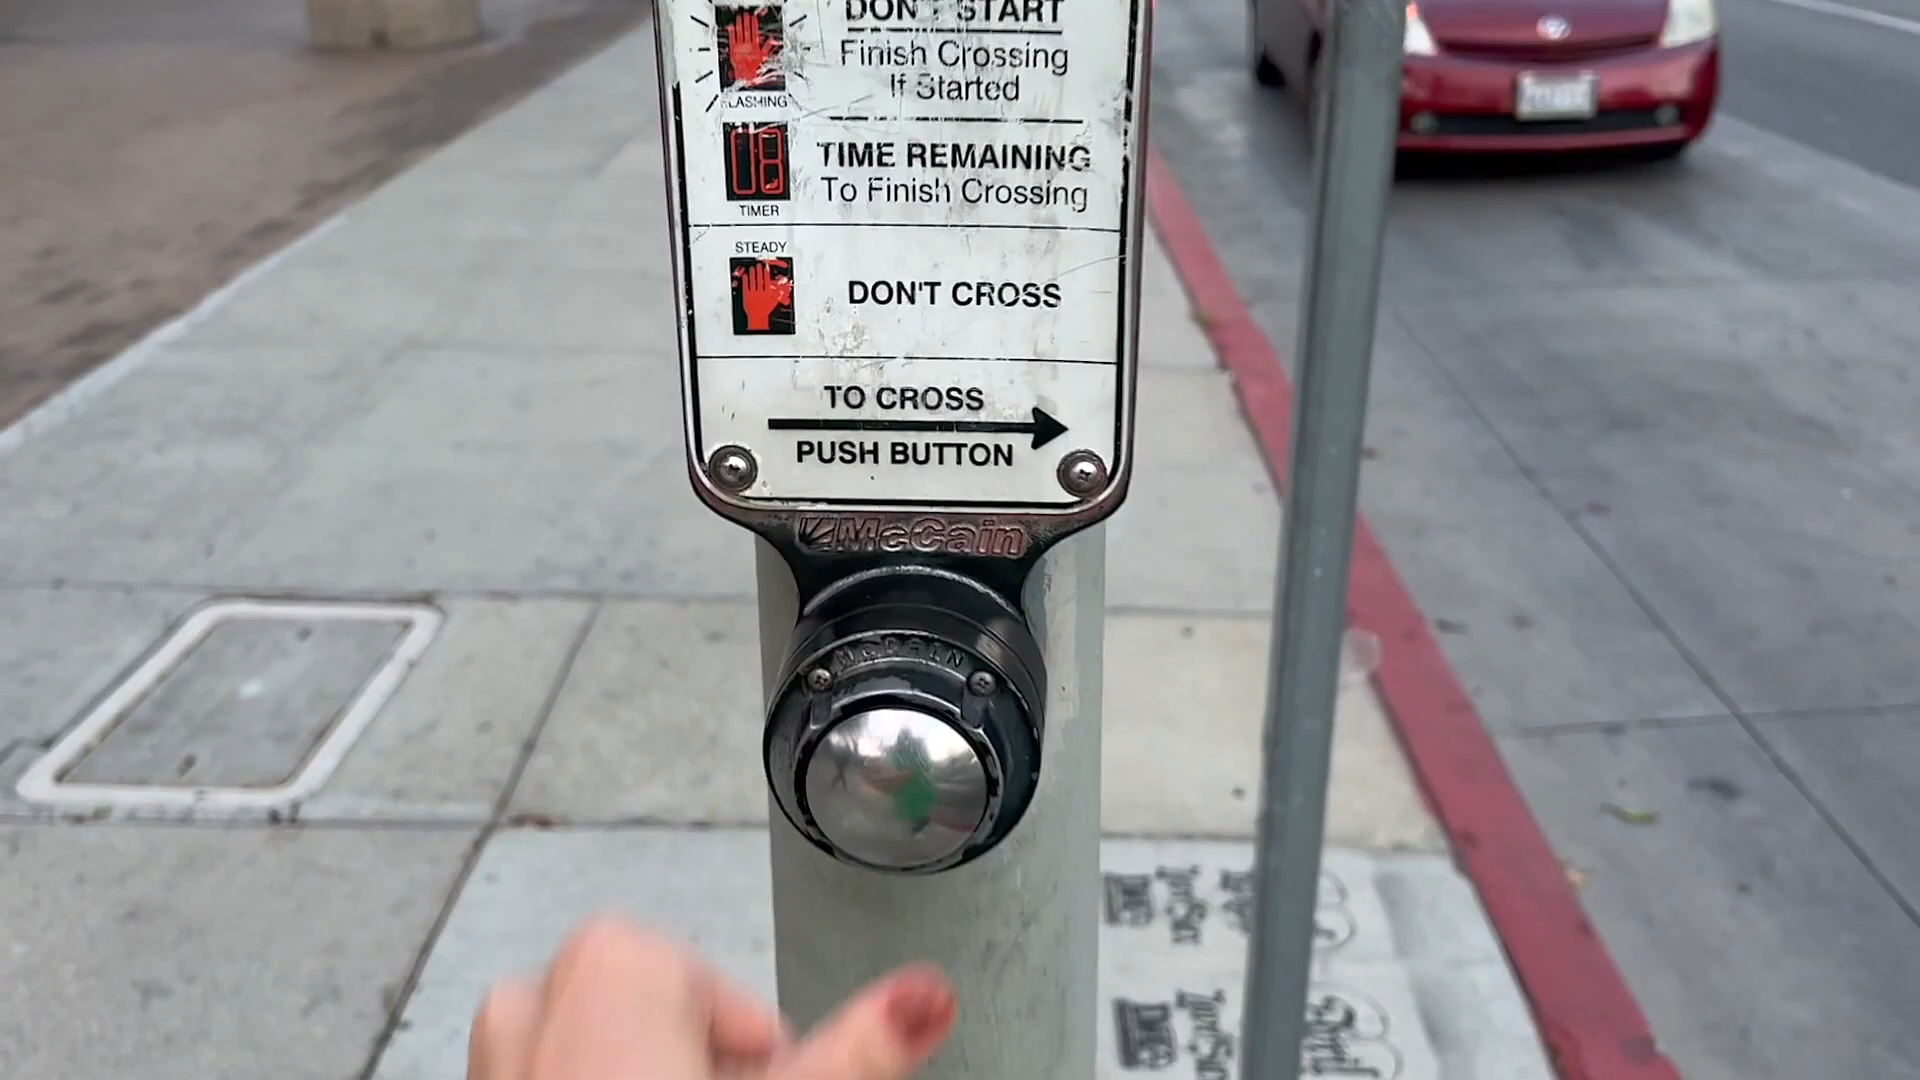 DON'T START
Finish Crossing
If Started
FLASHING
TIME REMAINING
To Finish Crossing
18
TIMER
STEADY
DON'T CROSS
TO CROSS
PUSH BUTTON
McCain
McCAIN